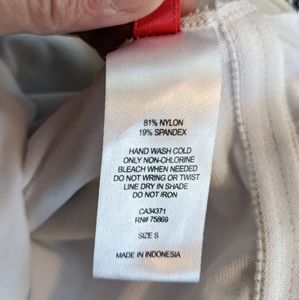 81% NYLON
19% SPANDEX
HAND WASH COLD
ONLY NON-CHLORINE
BLEACH WHEN NEEDED
DO NOT WRING OR TWIST
LINE DRY IN SHADE
DO NOT IRON
CA34371
RN# 75869
SIZE S
MADE IN INDONESIA